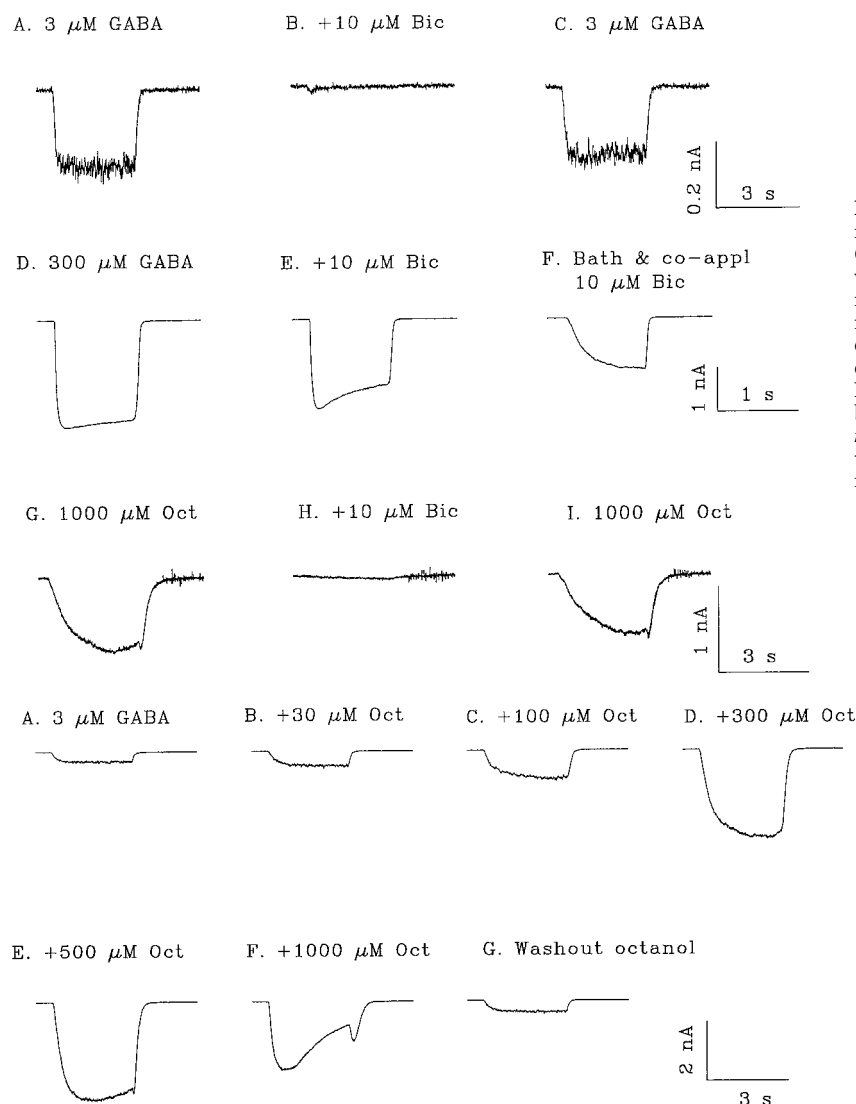 A. 3 μM GABA
B. +10 μM Bic
C. 3 μM GABA
0.2 nA
3 s
D. 300 μM GABA
E. +10 μM Bic
F. Bath & co-appl
10 μM Bic
1 nA
1 s
G. 1000 μM Oct
H. +10 μM Bic
I. 1000 μM Oct
1 nA
3 s
A. 3 μM GABA
B. +30 μM Oct
C. +100 μM Oct
D. +300 μM Oct
E. +500 μM Oct
F. +1000 μM Oct
G. Washout octanol
2 nA
3 s